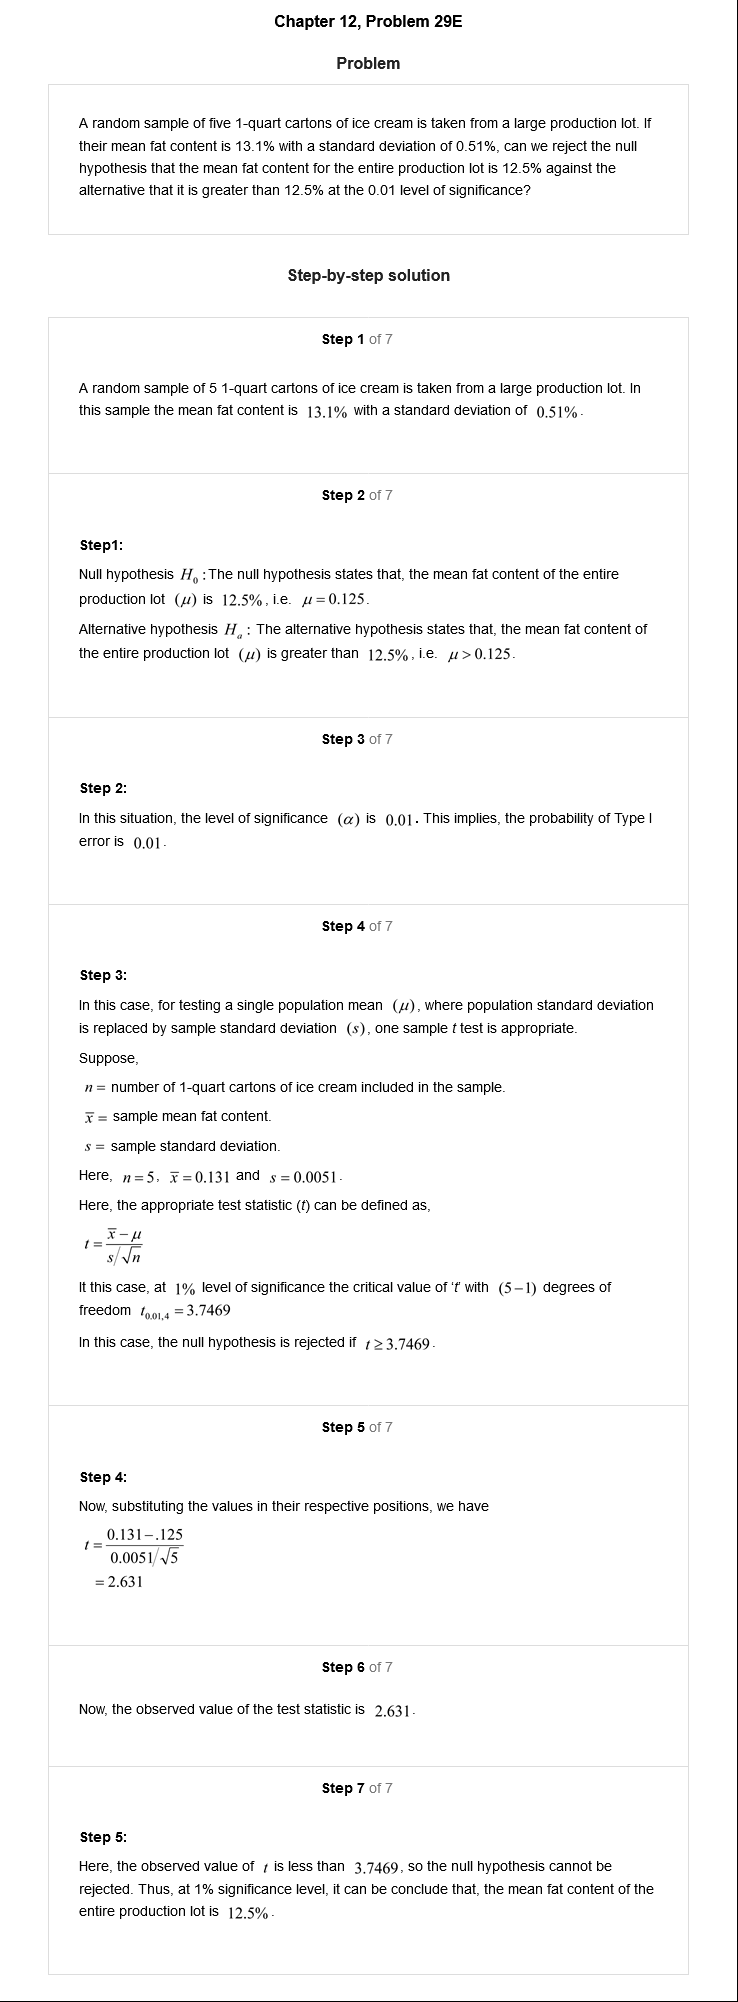 Chapter 12, Problem 29E
Problem
A random sample of five 1-quart cartons of ice cream is taken from a large production lot. If
their mean fat content is 13.1% with a standard deviation of 0.51%, can we reject the null
hypothesis that the mean fat content for the entire production lot is 12.5% against the
alternative that it is greater than 12.5% at the 0.01 level of significance?
Step-by-step solution
Step 1 of 7
A random sample of 5 1-quart cartons of ice cream is taken from a large production lot. In
this sample the mean fat content is 13.1% with a standard deviation of 0.51%.
Step 2 of 7
Step1:
Null hypothesis H₀ : The null hypothesis states that, the mean fat content of the entire
production lot (μ) is 12.5%, i.e. μ = 0.125.
Alternative hypothesis Hₐ : The alternative hypothesis states that, the mean fat content of
the entire production lot (μ) is greater than 12.5%, i.e. μ > 0.125.
Step 3 of 7
Step 2:
In this situation, the level of significance (α) is 0.01. This implies, the probability of Type I
error is 0.01.
Step 4 of 7
Step 3:
In this case, for testing a single population mean (μ), where population standard deviation
is replaced by sample standard deviation (s), one sample t test is appropriate.
Suppose,
n = number of 1-quart cartons of ice cream included in the sample.
x̅ = sample mean fat content.
s = sample standard deviation.
Here, n = 5, x̅ = 0.131 and s = 0.0051.
Here, the appropriate test statistic (t) can be defined as,
t = x̅ − μ
s/√n
It this case, at 1% level of significance the critical value of 't' with (5−1) degrees of
freedom t0.01,4 = 3.7469
In this case, the null hypothesis is rejected if t ≥ 3.7469.
Step 5 of 7
Step 4:
Now, substituting the values in their respective positions, we have
t = 0.131 − .125
0.0051/√5
= 2.631
Step 6 of 7
Now, the observed value of the test statistic is 2.631.
Step 7 of 7
Step 5:
Here, the observed value of t is less than 3.7469, so the null hypothesis cannot be
rejected. Thus, at 1% significance level, it can be conclude that, the mean fat content of the
entire production lot is 12.5%.